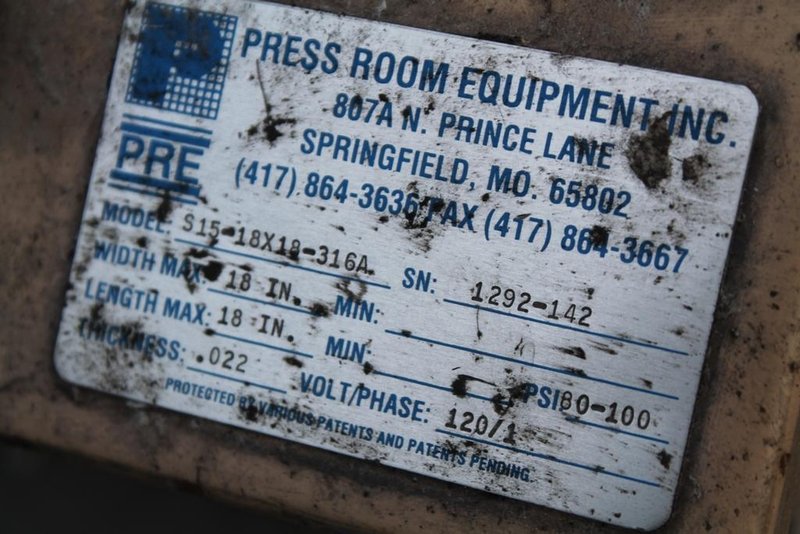 PRESS ROOM EQUIPMENT INC.
807A N. PRINCE LANE
SPRINGFIELD, MO. 65802
(417) 864-3636 FAX (417) 864-3667
PRE
MODEL: S15-18X18-316A SN: 1292-142
WIDTH MAX: 18 IN. MIN:
LENGTH MAX: 18 IN. MIN: PSI 80-100
THICKNESS: .022 VOLT/PHASE: 120/1
PROTECTED BY VARIOUS PATENTS AND PATENTS PENDING